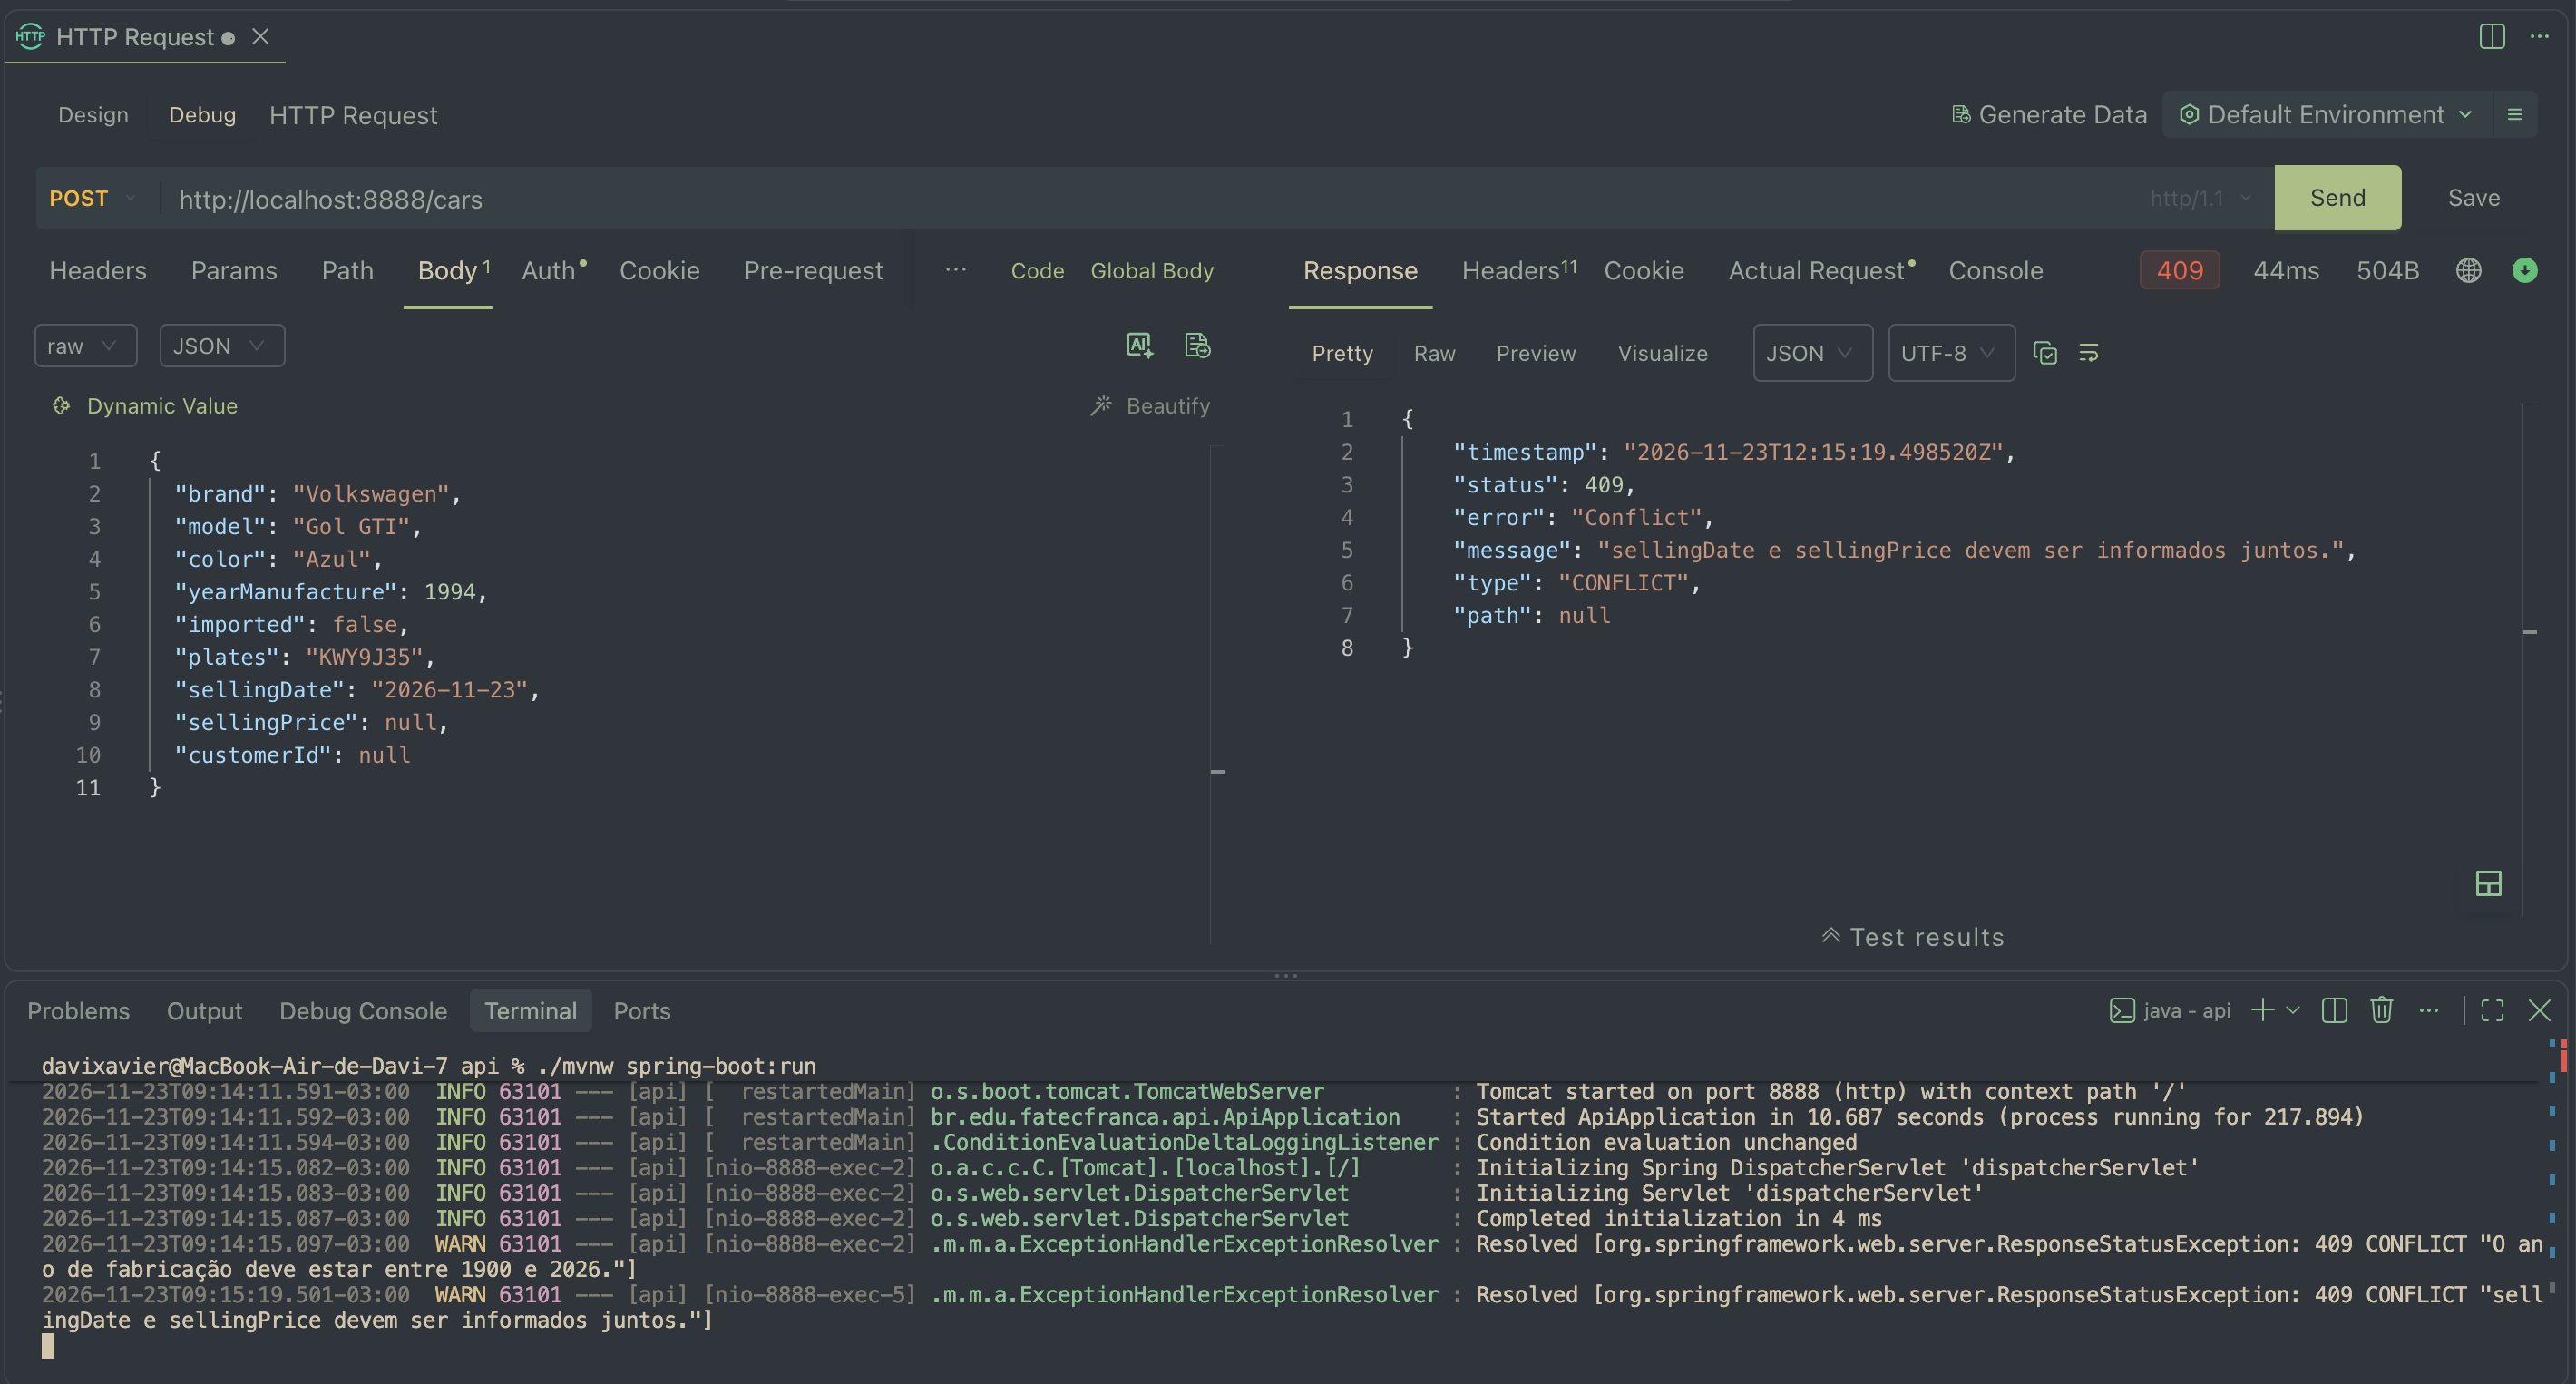 HTTP HTTP Request
Design Debug HTTP Request Generate Data Default Environment
POST http://localhost:8888/cars http/1.1 Send Save
Headers Params Path Body 1 Auth Cookie Pre-request ... Code Global Body
raw JSON AI
Dynamic Value Beautify
1 {
2 "brand": "Volkswagen",
3 "model": "Gol GTI",
4 "color": "Azul",
5 "yearManufacture": 1994,
6 "imported": false,
7 "plates": "KWY9J35",
8 "sellingDate": "2026-11-23",
9 "sellingPrice": null,
10 "customerId": null
11 }
Response Headers 11 Cookie Actual Request Console 409 44ms 504B
Pretty Raw Preview Visualize JSON UTF-8
1 {
2 "timestamp": "2026-11-23T12:15:19.498520Z",
3 "status": 409,
4 "error": "Conflict",
5 "message": "sellingDate e sellingPrice devem ser informados juntos.",
6 "type": "CONFLICT",
7 "path": null
8 }
Test results
Problems Output Debug Console Terminal Ports java - api
davixavier@MacBook-Air-de-Davi-7 api % ./mvnw spring-boot:run
2026-11-23T09:14:11.591-03:00 INFO 63101 --- [api] [ restartedMain] o.s.boot.tomcat.TomcatWebServer : Tomcat started on port 8888 (http) with context path '/'
2026-11-23T09:14:11.592-03:00 INFO 63101 --- [api] [ restartedMain] br.edu.fatecfranca.api.ApiApplication : Started ApiApplication in 10.687 seconds (process running for 217.894)
2026-11-23T09:14:11.594-03:00 INFO 63101 --- [api] [ restartedMain] .ConditionEvaluationDeltaLoggingListener : Condition evaluation unchanged
2026-11-23T09:14:15.082-03:00 INFO 63101 --- [api] [nio-8888-exec-2] o.a.c.c.C.[Tomcat].[localhost].[/] : Initializing Spring DispatcherServlet 'dispatcherServlet'
2026-11-23T09:14:15.083-03:00 INFO 63101 --- [api] [nio-8888-exec-2] o.s.web.servlet.DispatcherServlet : Initializing Servlet 'dispatcherServlet'
2026-11-23T09:14:15.087-03:00 INFO 63101 --- [api] [nio-8888-exec-2] o.s.web.servlet.DispatcherServlet : Completed initialization in 4 ms
2026-11-23T09:14:15.097-03:00 WARN 63101 --- [api] [nio-8888-exec-2] .m.m.a.ExceptionHandlerExceptionResolver : Resolved [org.springframework.web.server.ResponseStatusException: 409 CONFLICT "O an
o de fabricação deve estar entre 1900 e 2026."]
2026-11-23T09:15:19.501-03:00 WARN 63101 --- [api] [nio-8888-exec-5] .m.m.a.ExceptionHandlerExceptionResolver : Resolved [org.springframework.web.server.ResponseStatusException: 409 CONFLICT "sell
ingDate e sellingPrice devem ser informados juntos."]